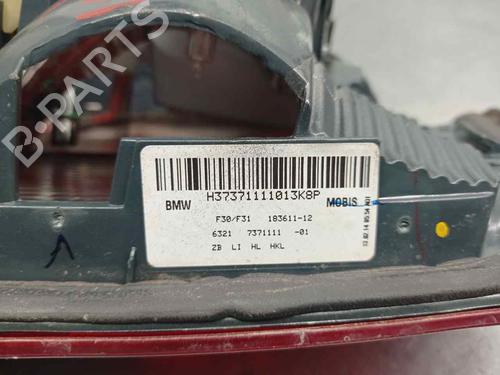 B-PARTS
BMW H37371111013K8P MOBIS
F30/F31 183611-12
6321 7371111 -01
ZB LI HL HKL